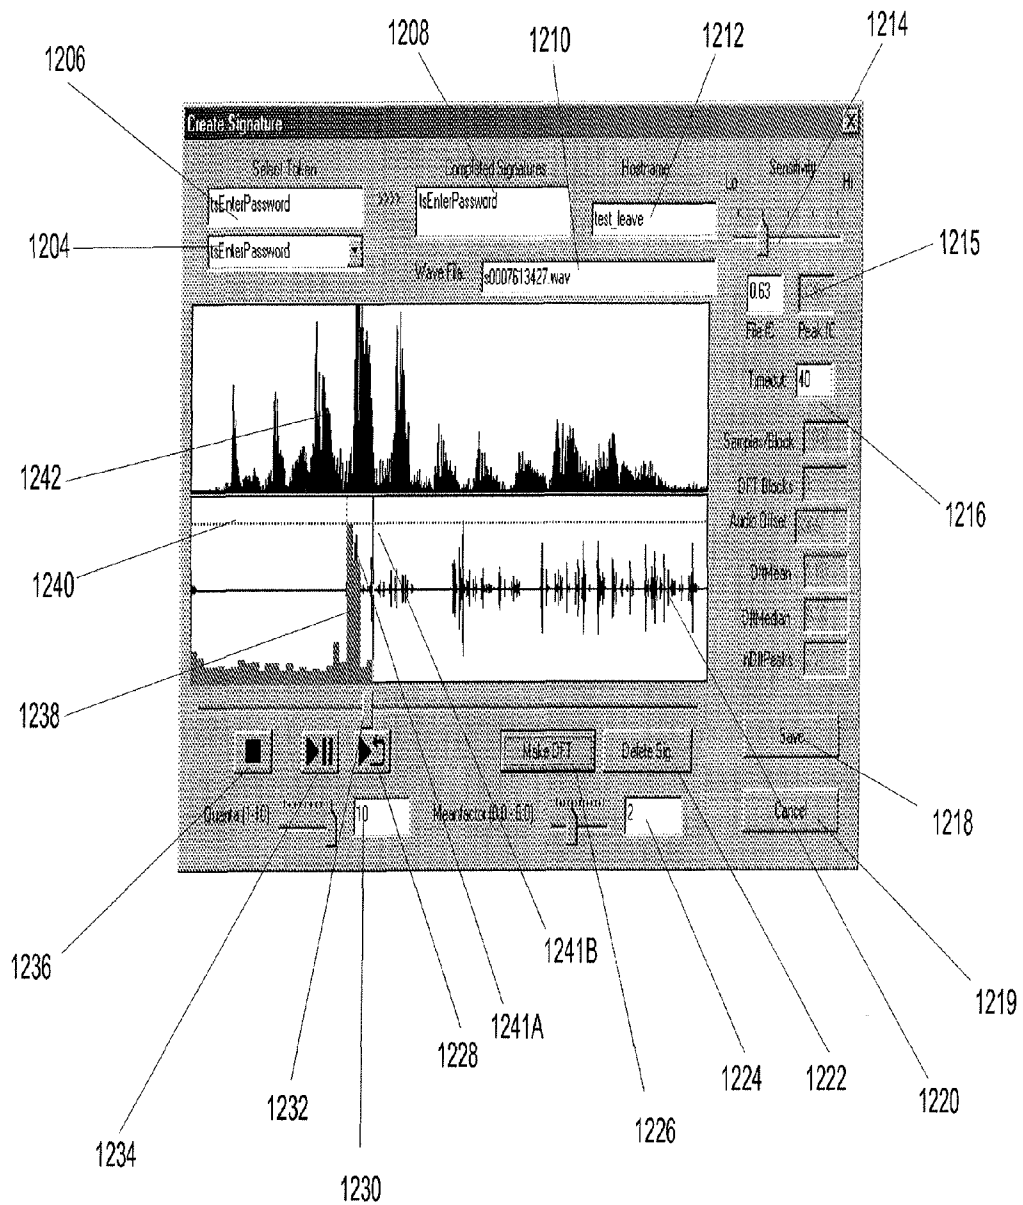 1206
1208
1210
1212
1214
Create Signature
X
Select Token
Completed Signatures
Hostname
Sensitivity
Lo
Hi
tsEnterPassword
>>>>
tsEnterPassword
test_leave
1204
tsEnterPassword
1215
Wave File:
s0007613427.wav
0.63
File fC
Peak fC
Timeout:
40
1242
Samples/Block
DFT Blocks
1216
Audio Offset
1240
DftMean
DftMedian
nDftPeaks
1238
Make DFT
Delete Sig.
Save
Quanta (1-10)
10
Meanfactor (0.0 - 5.0)
2
Cancel
1218
1236
1241B
1219
1241A
1228
1224
1222
1220
1232
1226
1234
1230